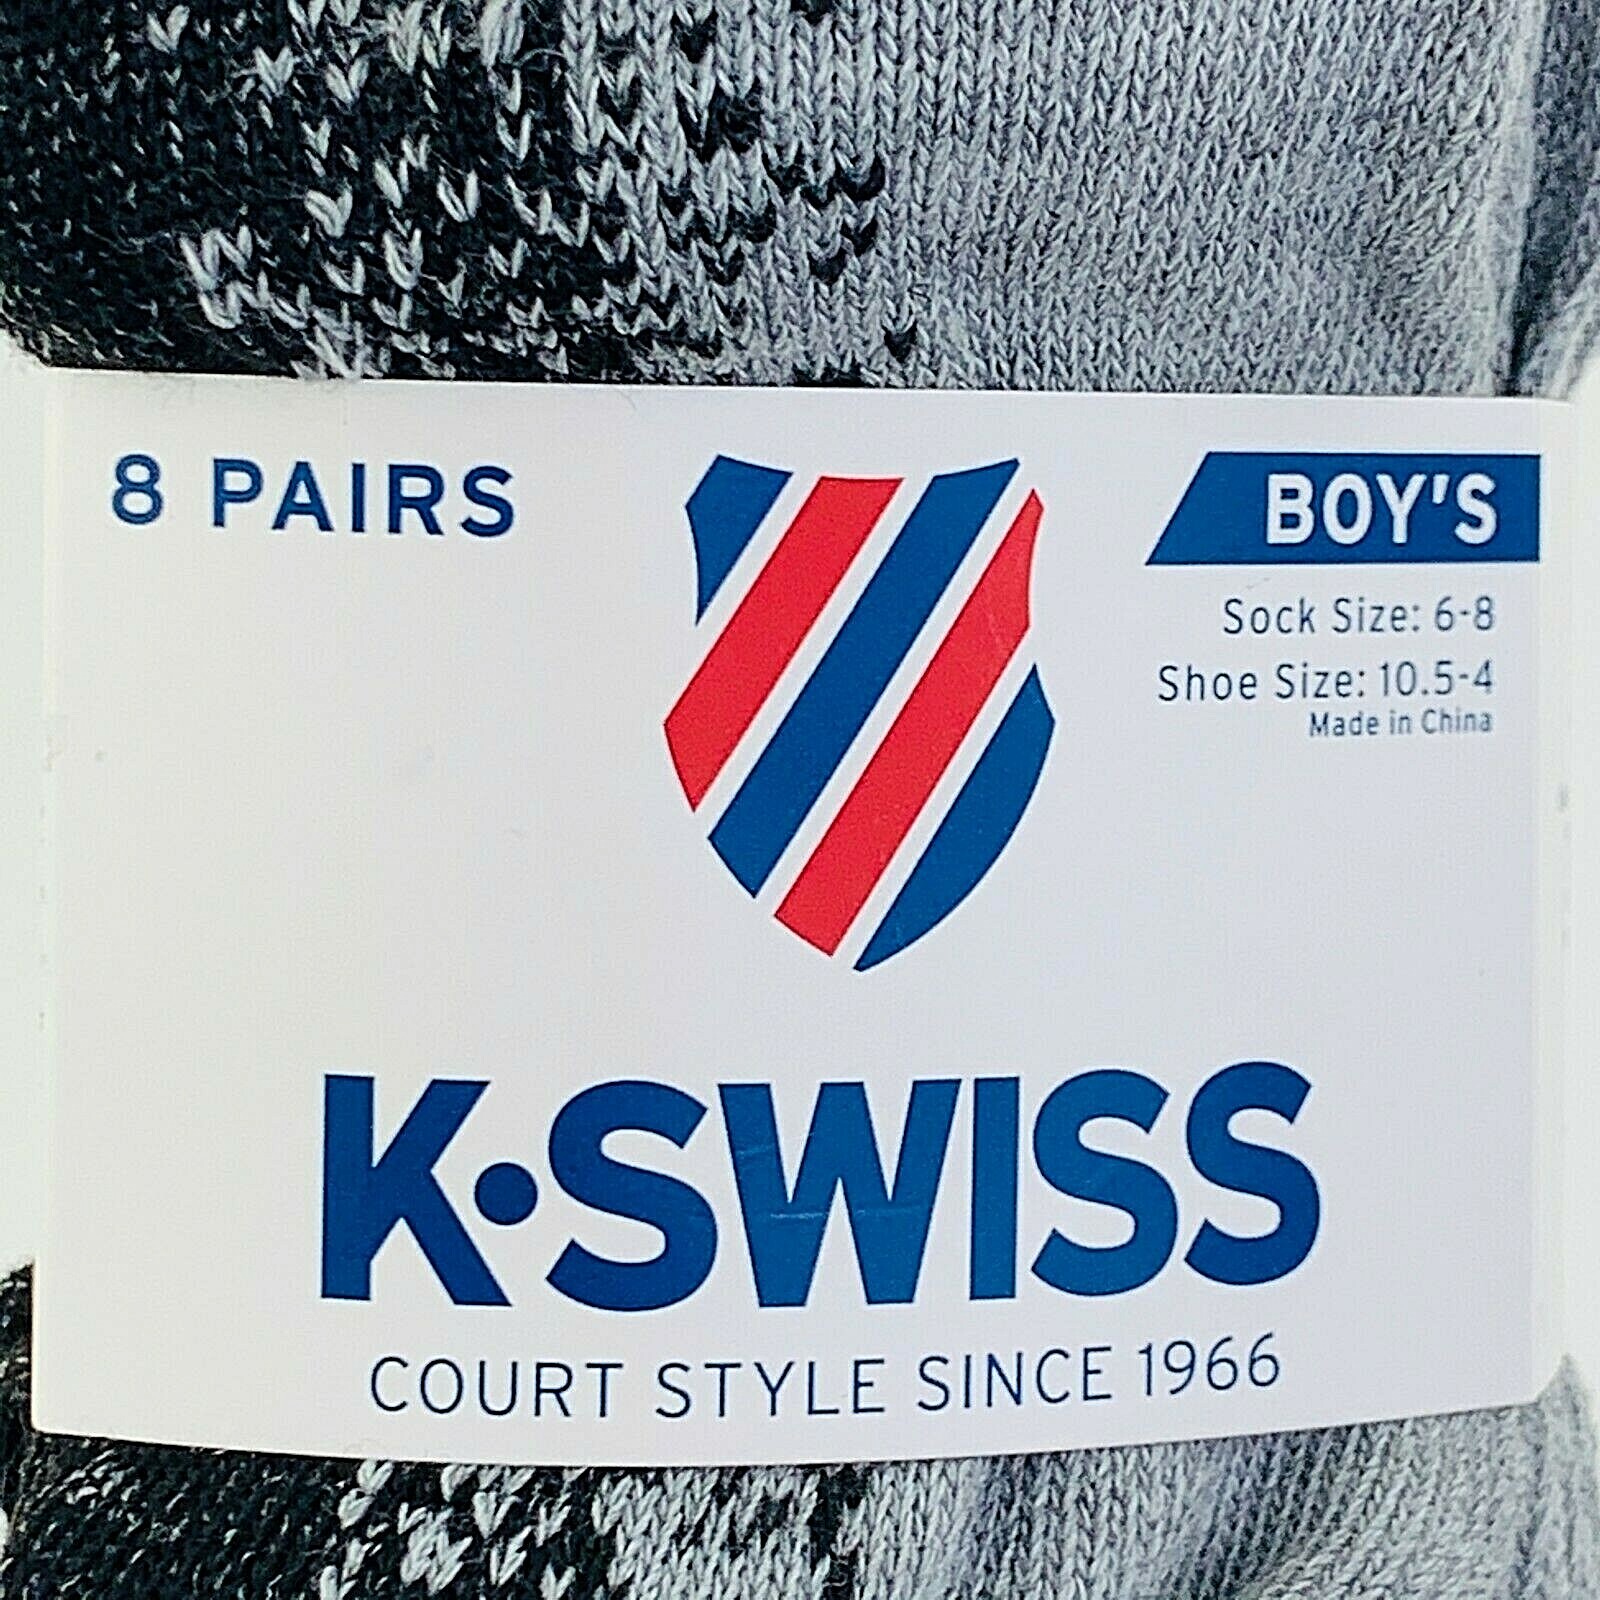 8 PAIRS
BOY'S
Sock Size: 6-8
Shoe Size: 10.5-4
Made in China
K•SWISS
COURT STYLE SINCE 1966